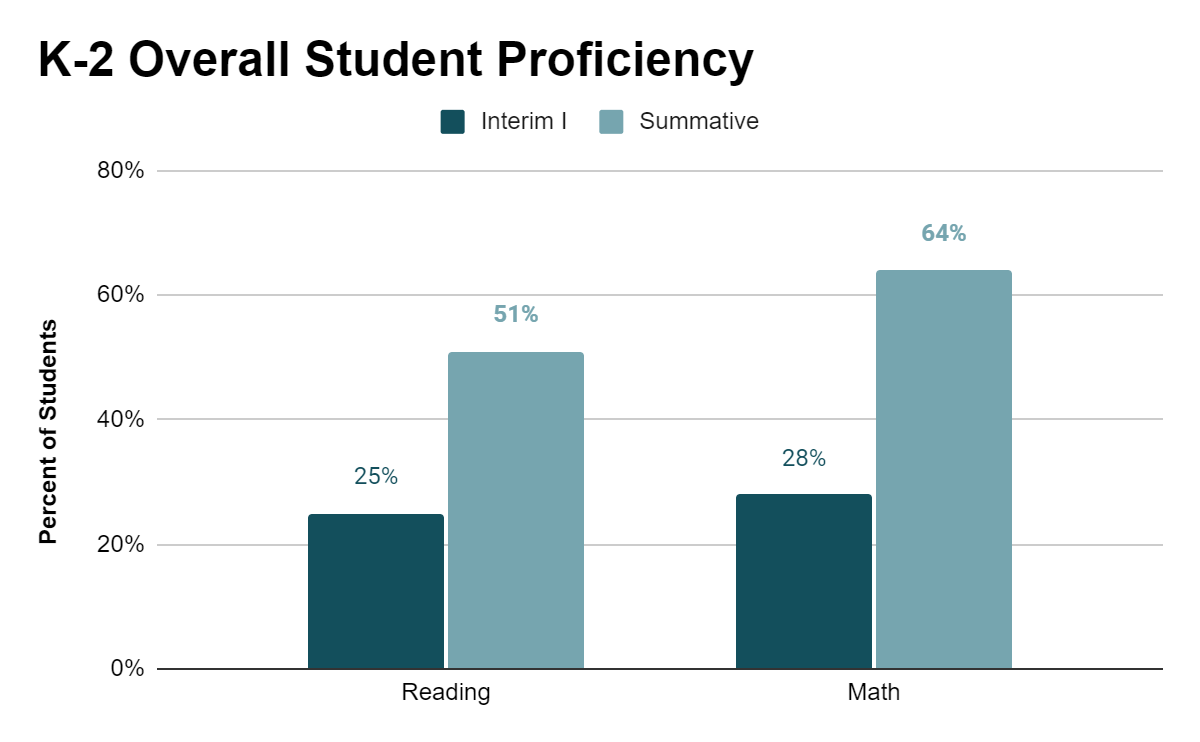 K-2 Overall Student Proficiency
Interim I Summative
80%
64%
60%
51%
Percent of Students
40%
28%
25%
20%
0%
Reading Math